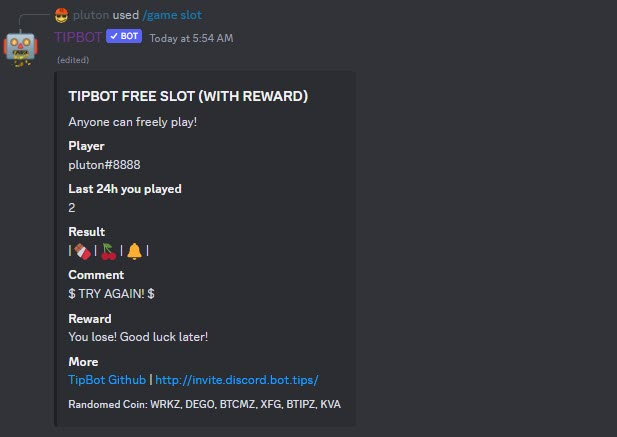 pluton used /game slot
TIPBOT ✓ BOT Today at 5:54 AM
(edited)
TIPBOT FREE SLOT (WITH REWARD)
Anyone can freely play!
Player
pluton#8888
Last 24h you played
2
Result
| 🍫 | 🍒 | 🔔 |
Comment
$ TRY AGAIN! $
Reward
You lose! Good luck later!
More
TipBot Github | http://invite.discord.bot.tips/
Randomed Coin: WRKZ, DEGO, BTCMZ, XFG, BTIPZ, KVA